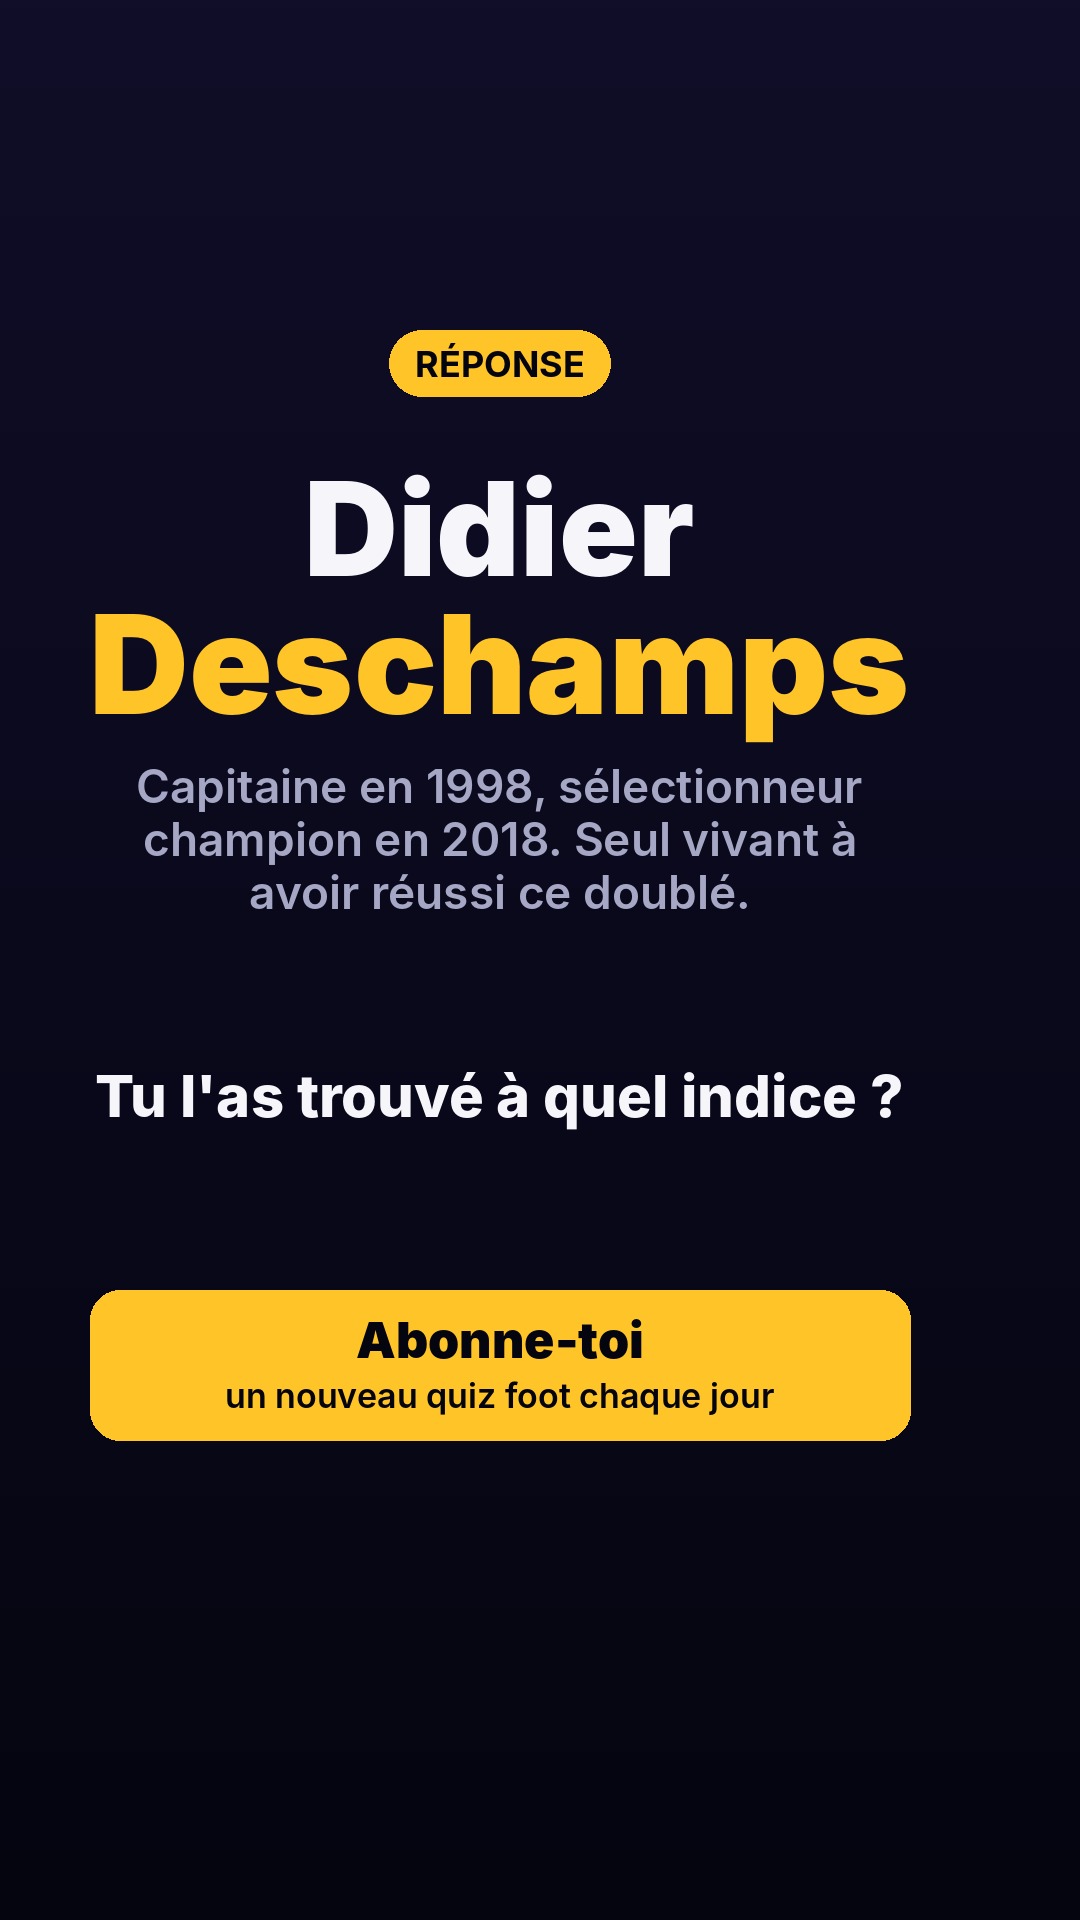 RÉPONSE
Didier
Deschamps
Capitaine en 1998, sélectionneur
champion en 2018. Seul vivant à
avoir réussi ce doublé.
Tu l'as trouvé à quel indice ?
Abonne-toi
un nouveau quiz foot chaque jour